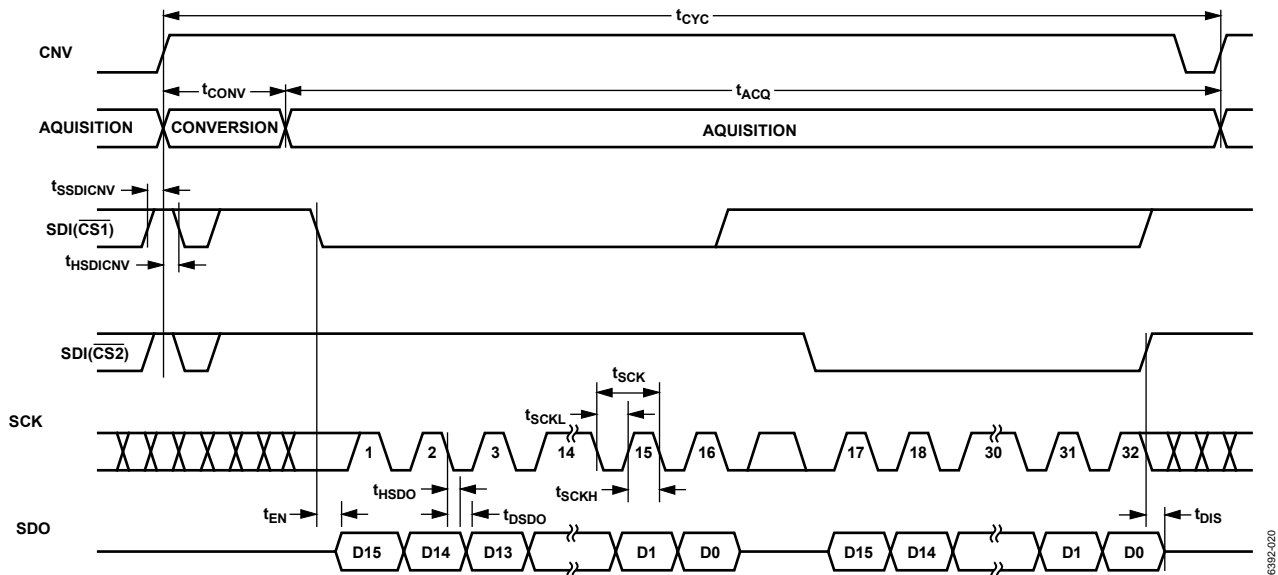 tCYC
CNV
tCONV
tACQ
AQUISITION
CONVERSION
AQUISITION
tSSDICNV
SDI(CS1)
tHSDICNV
SDI(CS2)
tSCK
SCK
tSCKL
1 2 3 14 15 16 17 18 30 31 32
tHSDO
tSCKH
tEN
tDSDO
tDIS
SDO
D15 D14 D13 D1 D0 D15 D14 D1 D0
6392-020